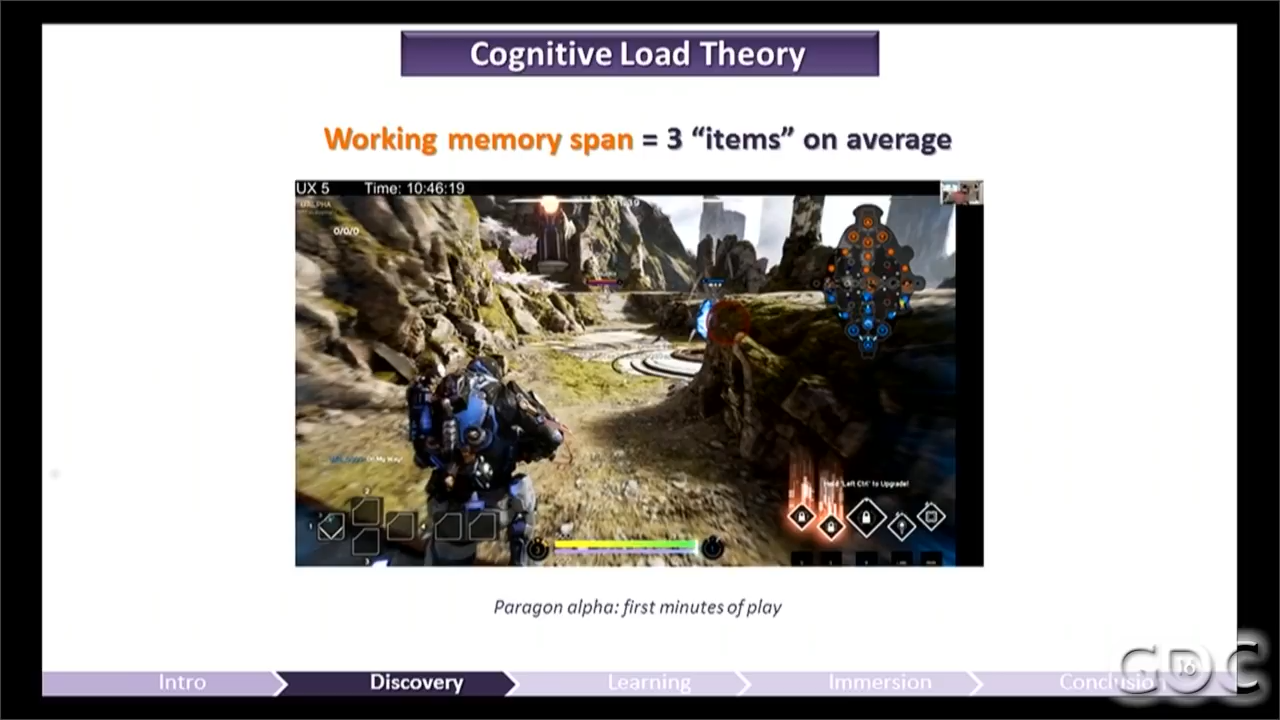 Cognitive Load Theory
Working memory span = 3 “items” on average
UX 5 Time: 10:46:19
0/0/0
On My Way!
Hold "Left Ctrl" to Upgrade!
Paragon alpha: first minutes of play
Intro Discovery Learning Immersion Conclusion
GDC
16